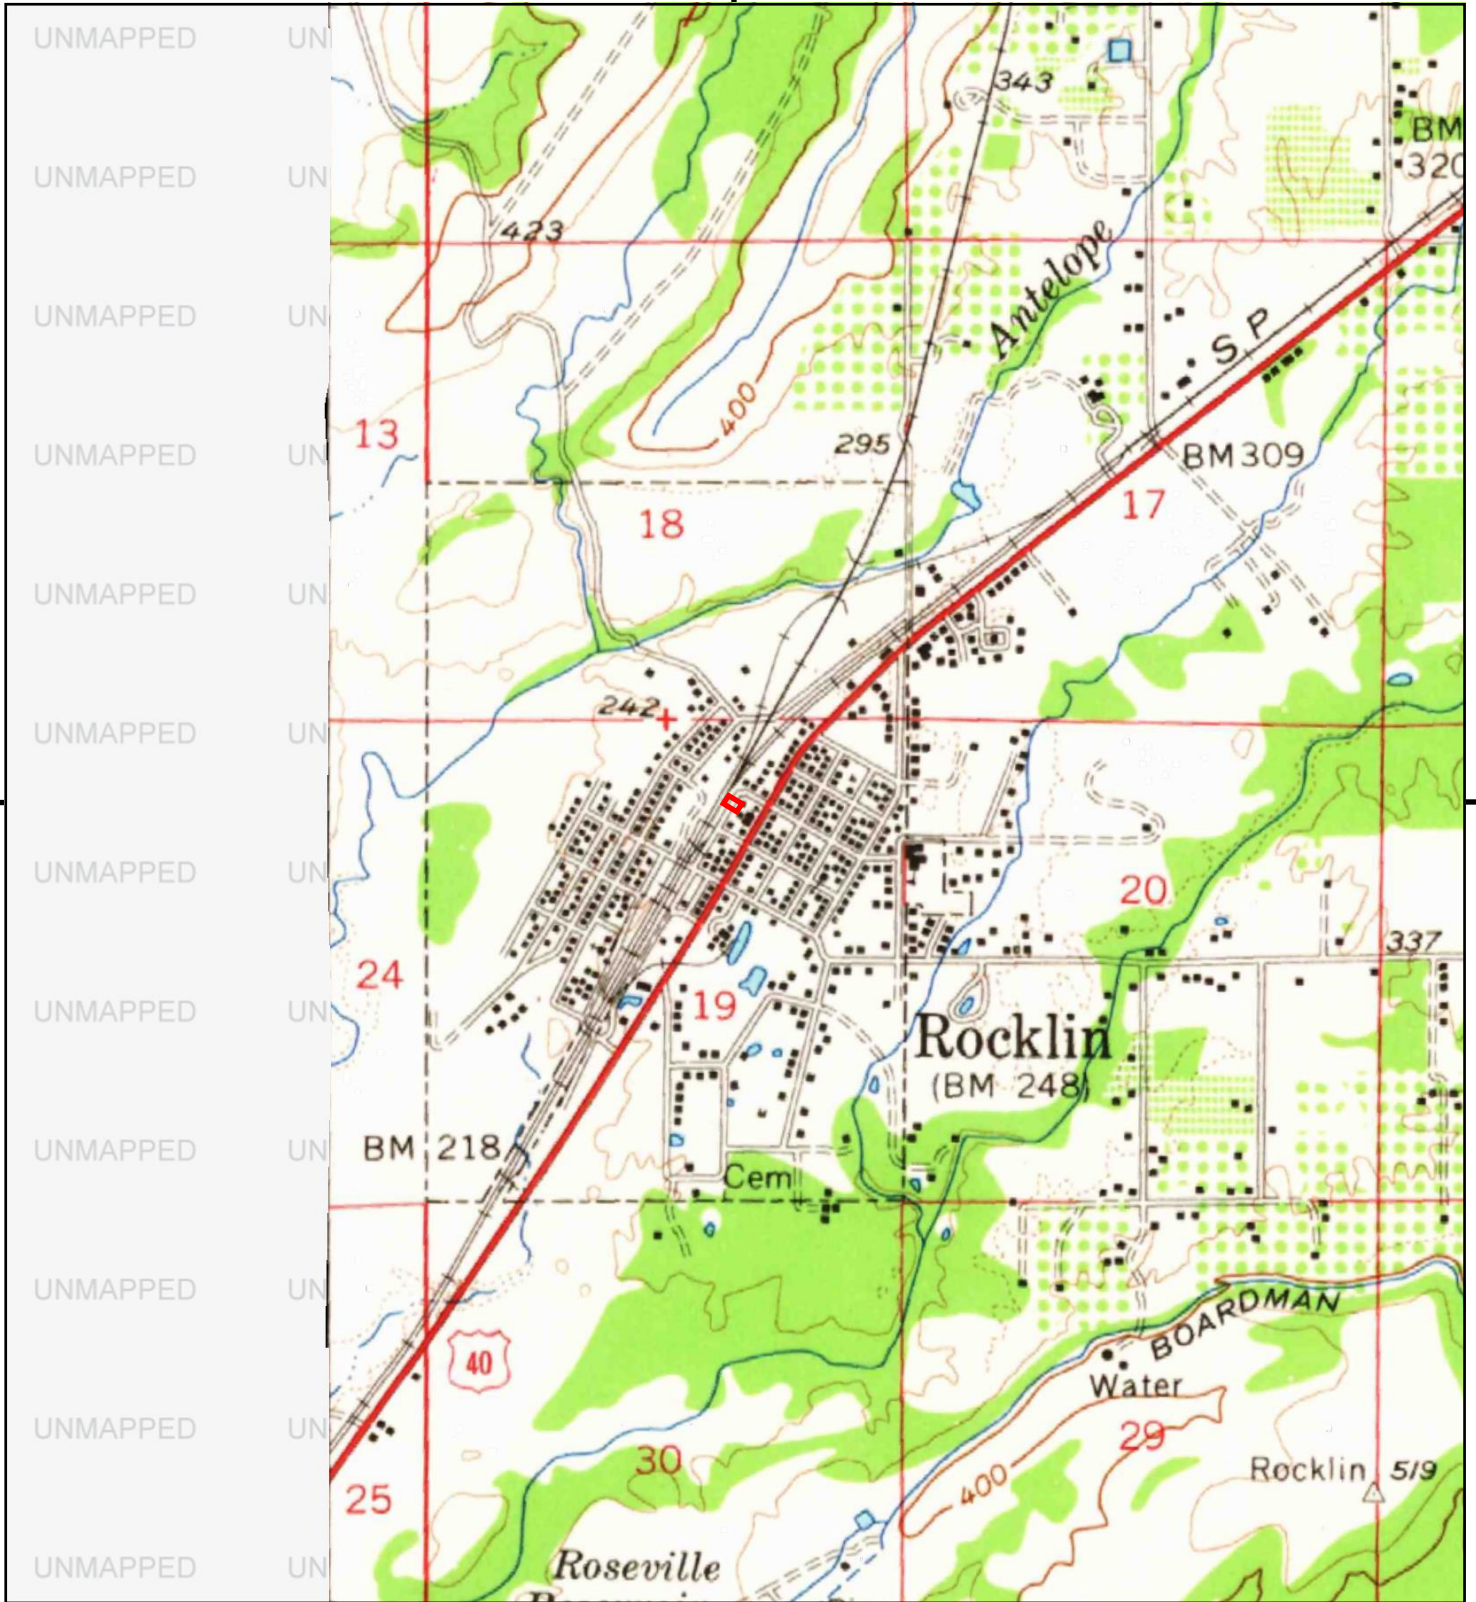 UNMAPPED UN
343
BM
320
UNMAPPED UN
423
Antelope
UNMAPPED UN
S P
400
13
295
UNMAPPED UN
BM 309
17
18
UNMAPPED UN
242
UNMAPPED UN
UNMAPPED UN
20
337
24
19
UNMAPPED UN
Rocklin
(BM 248)
BM 218
UNMAPPED UN
Cem
UNMAPPED UN
BOARDMAN
40
Water
UNMAPPED UN
29
30
Rocklin 519
25
400
UNMAPPED UN
Roseville